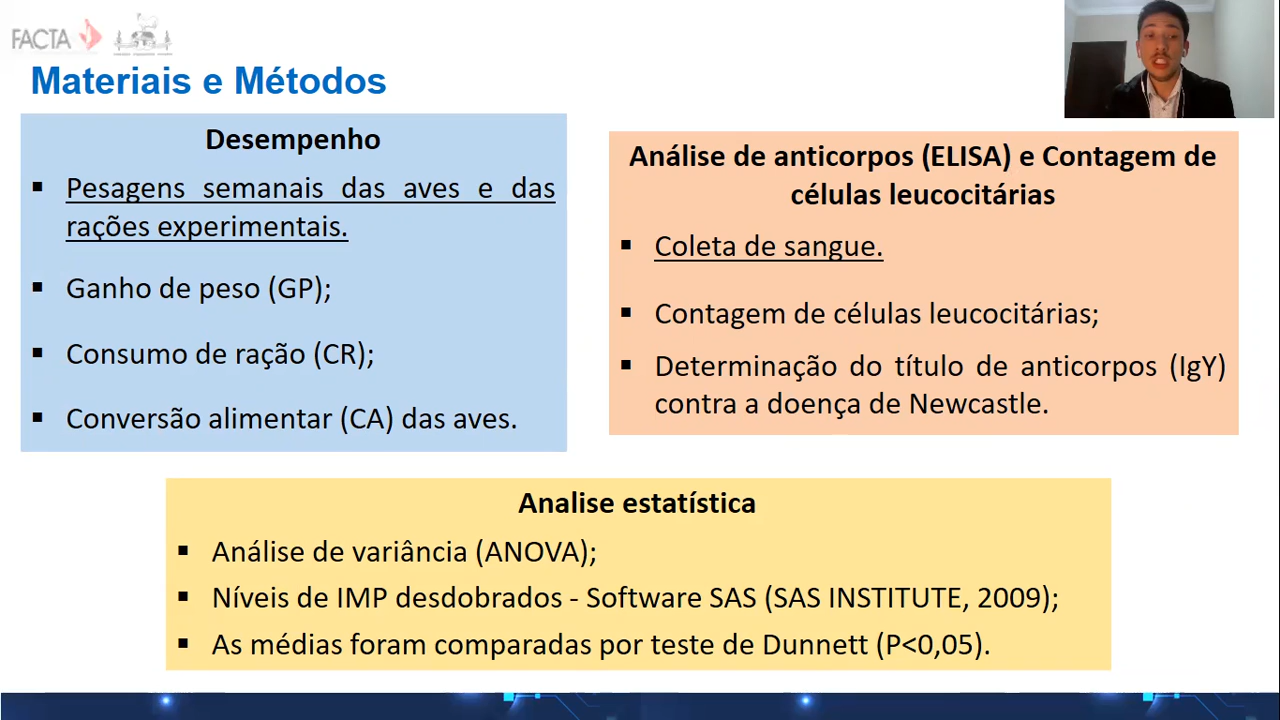 FACTA
Materiais e Métodos
Desempenho
▪ Pesagens semanais das aves e das
rações experimentais.
▪ Ganho de peso (GP);
▪ Consumo de ração (CR);
▪ Conversão alimentar (CA) das aves.
Análise de anticorpos (ELISA) e Contagem de
células leucocitárias
▪ Coleta de sangue.
▪ Contagem de células leucocitárias;
▪ Determinação do título de anticorpos (IgY)
contra a doença de Newcastle.
Analise estatística
▪ Análise de variância (ANOVA);
▪ Níveis de IMP desdobrados - Software SAS (SAS INSTITUTE, 2009);
▪ As médias foram comparadas por teste de Dunnett (P<0,05).